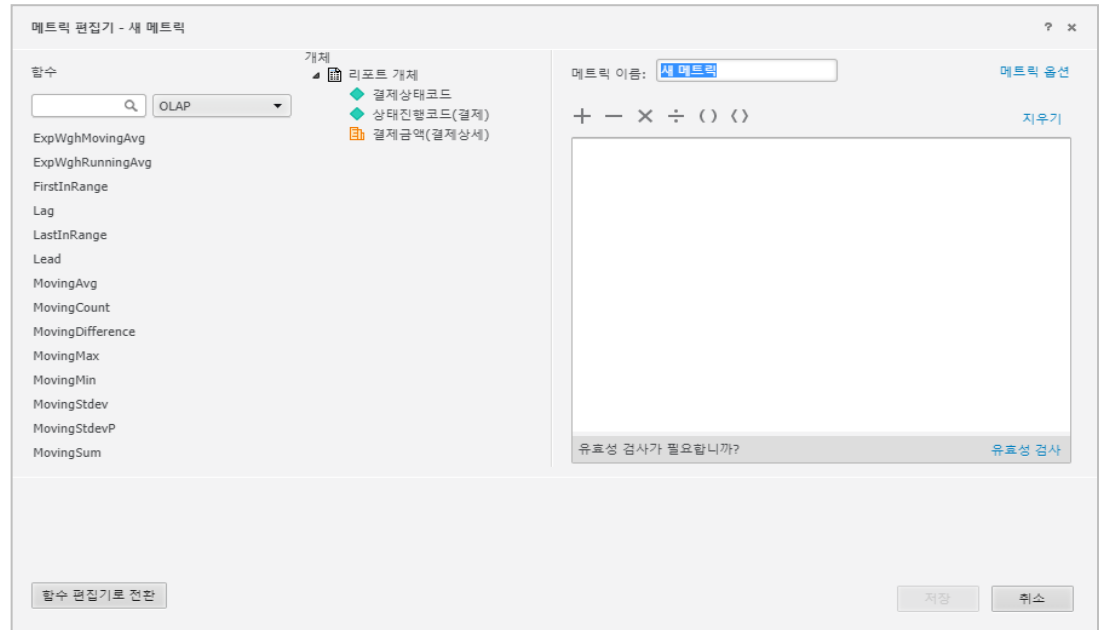 메트릭 편집기 - 새 메트릭
? ×
함수
OLAP
ExpWghMovingAvg
ExpWghRunningAvg
FirstInRange
Lag
LastInRange
Lead
MovingAvg
MovingCount
MovingDifference
MovingMax
MovingMin
MovingStdev
MovingStdevP
MovingSum
개체
리포트 개체
결제상태코드
상태진행코드(결제)
결제금액(결제상세)
메트릭 이름: 새 메트릭
메트릭 옵션
+ − × ÷ () <>
지우기
유효성 검사가 필요합니까? 유효성 검사
함수 편집기로 전환
저장 취소